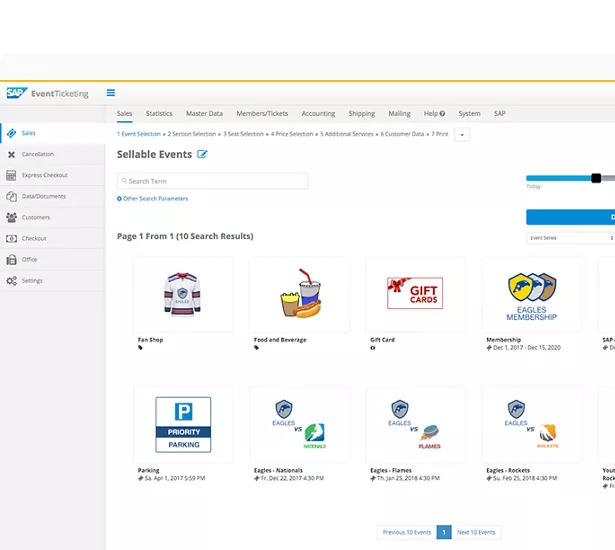 SAP EventTicketing
Sales Statistics Master Data Members/Tickets Accounting Shipping Mailing Help System SAP
Sales
Cancellation
Express Checkout
Data/Documents
Customers
Checkout
Office
Settings
1 Event Selection » 2 Section Selection » 3 Seat Selection » 4 Price Selection » 5 Additional Services » 6 Customer Data » 7 Print
Sellable Events
Search Term
Other Search Parameters
Today
D
Event Series
Page 1 From 1 (10 Search Results)
EAGLES
GIFT
CARDS
EAGLES
MEMBERSHIP
Fan Shop
Food and Beverage
Gift Card
Membership
Dec 1, 2017 - Dec 15, 2020
SAP
De
P
PRIORITY
PARKING
EAGLES
VS
NATIONALS
EAGLES
VS
FLAMES
EAGLES
VS
ROCKETS
Parking
Sa. Apr 1, 2017 5:59 PM
Eagles - Nationals
Fr. Dec 22, 2017 4:30 PM
Eagles - Flames
Th. Jan 25, 2018 4:30 PM
Eagles - Rockets
Su. Feb 25, 2018 4:30 PM
Yout
Rock
Fr.
Previous 10 Events 1 Next 10 Events